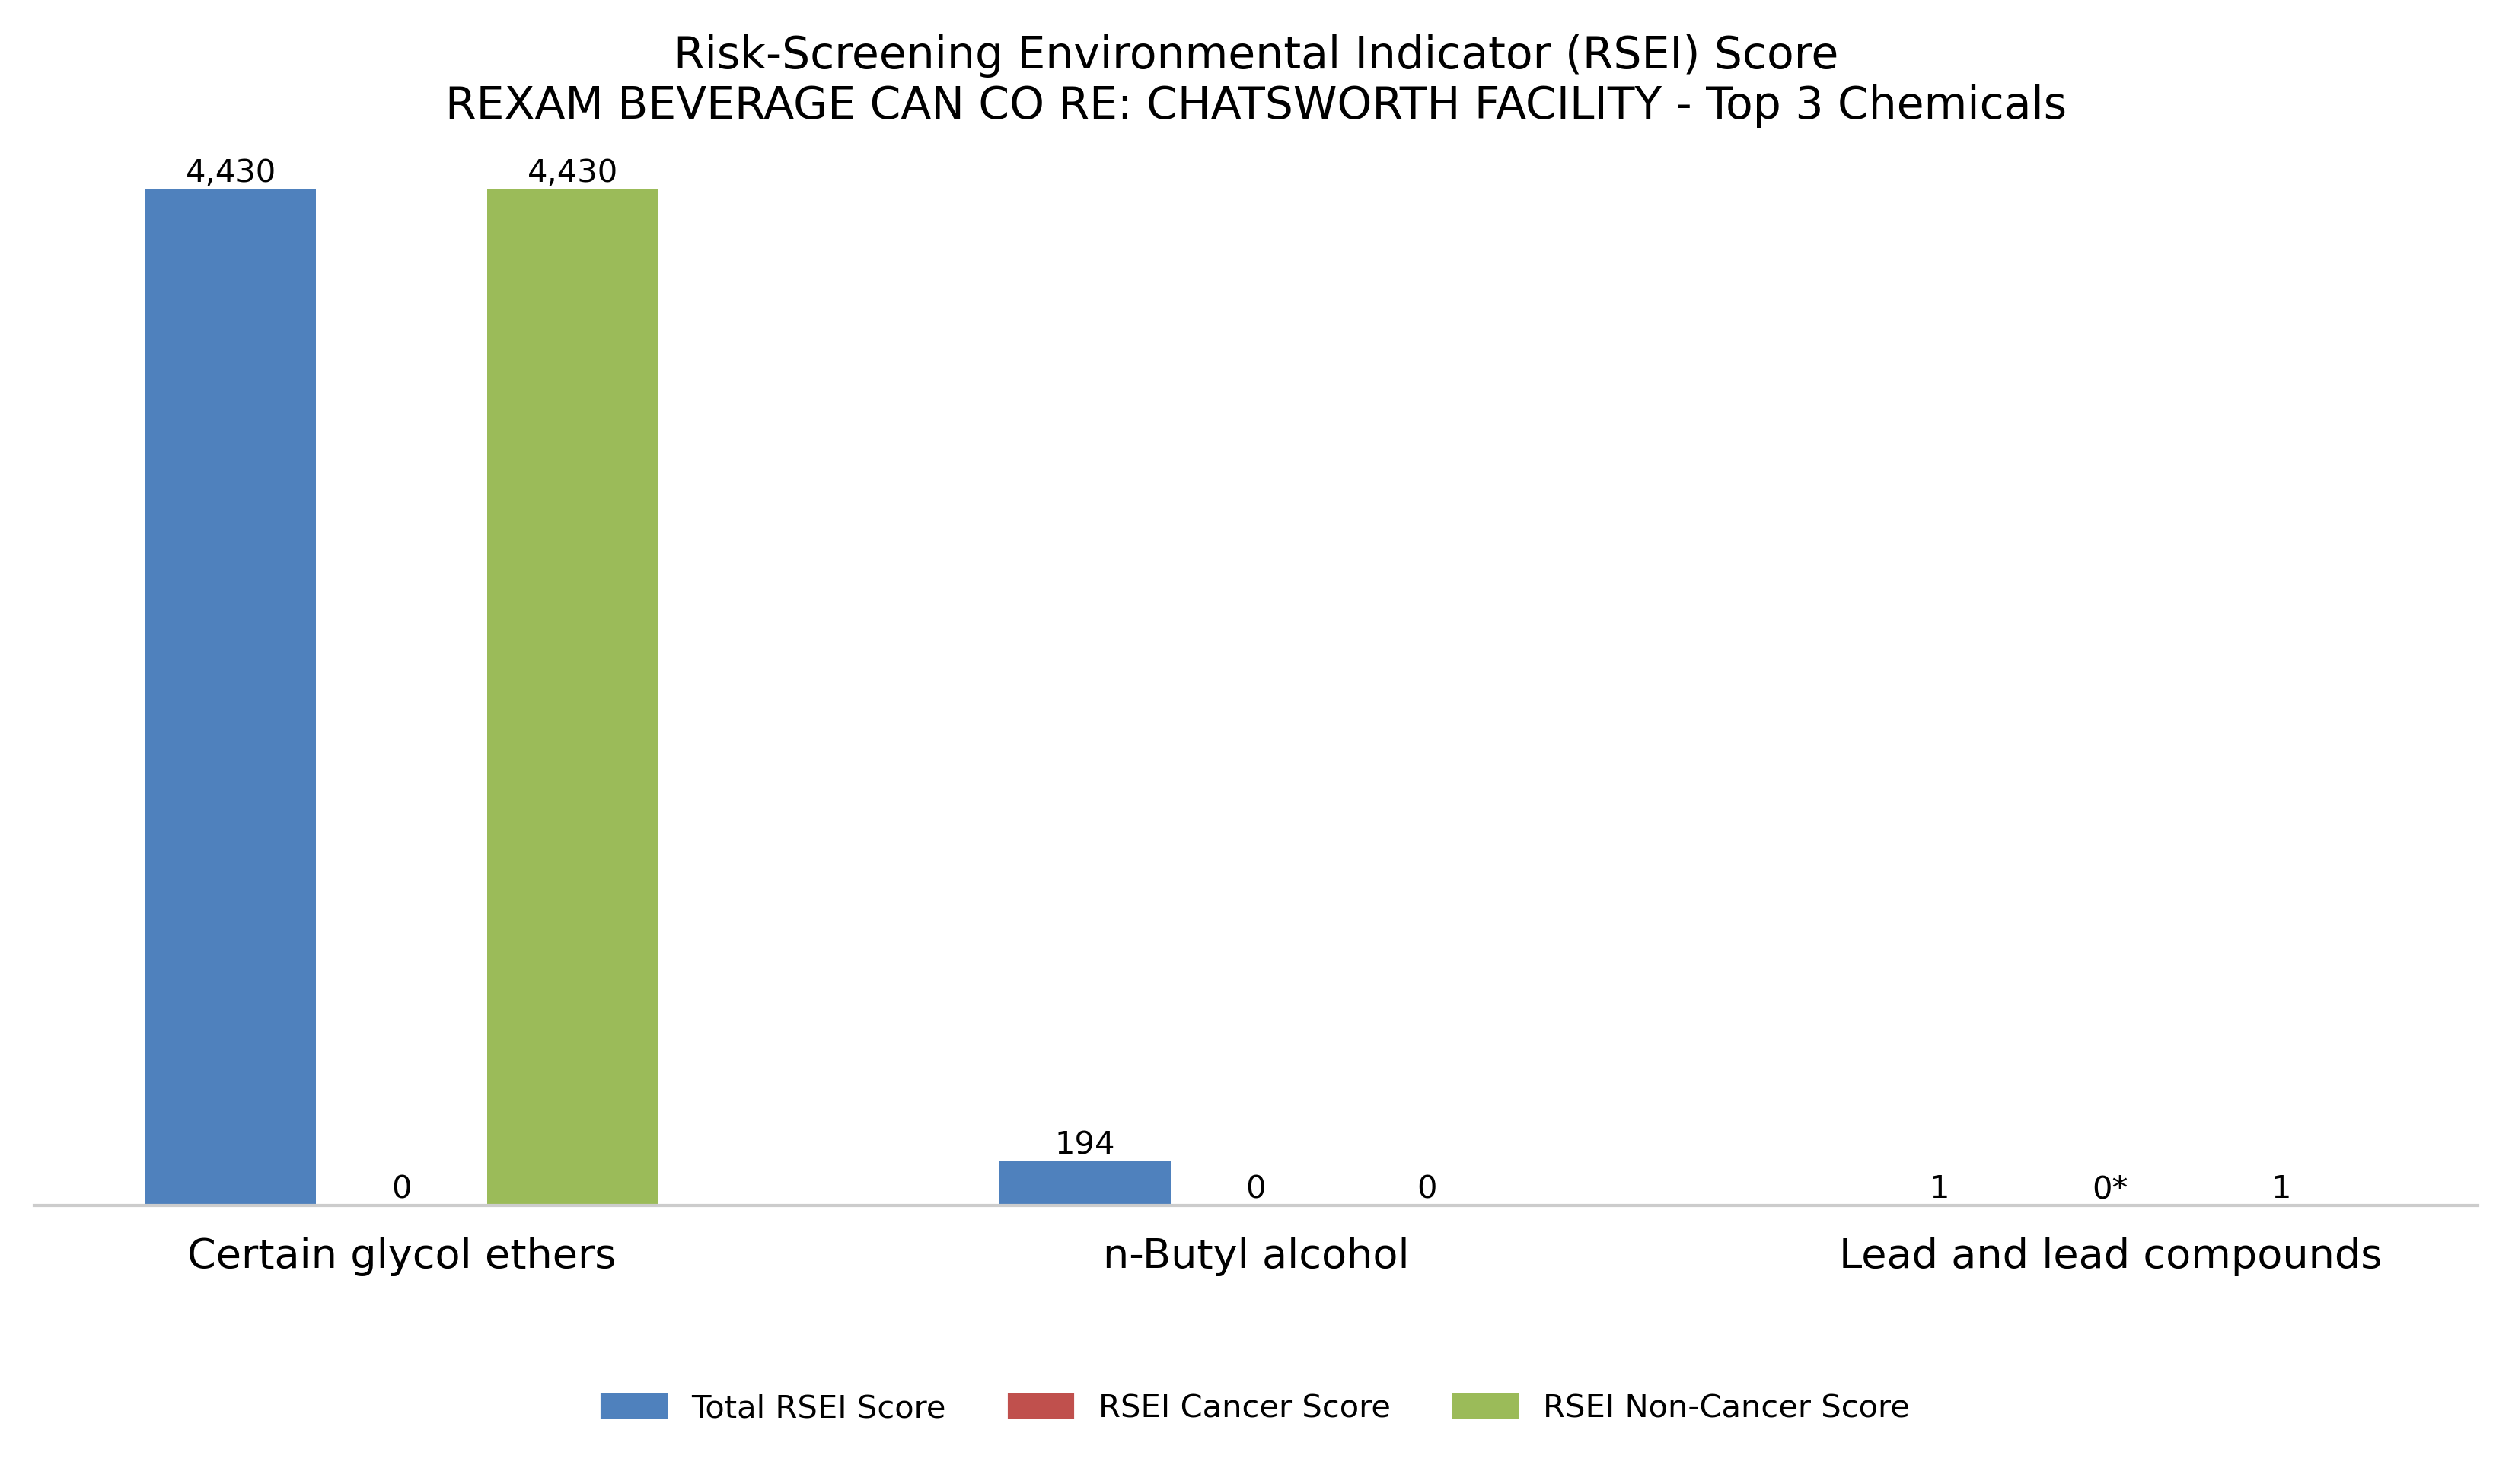 Risk-Screening Environmental Indicator (RSEI) Score
REXAM BEVERAGE CAN CO RE: CHATSWORTH FACILITY - Top 3 Chemicals
4,430
0
4,430
194
0
0
1
0*
1
Certain glycol ethers
n-Butyl alcohol
Lead and lead compounds
Total RSEI Score
RSEI Cancer Score
RSEI Non-Cancer Score